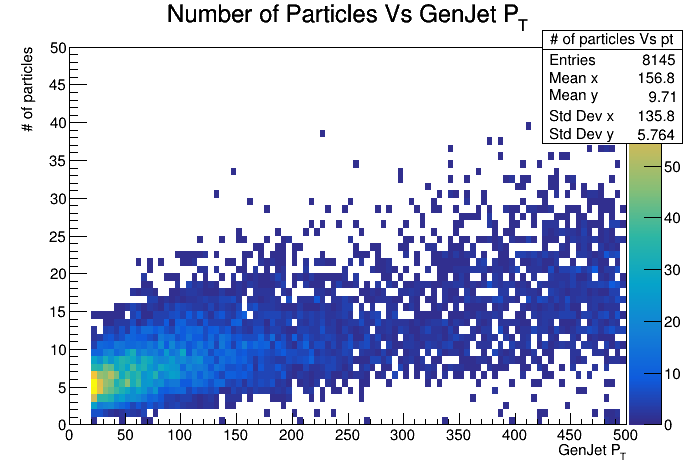 Number of Particles Vs GenJet P_T
# of particles Vs pt
Entries 8145
Mean x 156.8
Mean y 9.71
Std Dev x 135.8
Std Dev y 5.764
# of particles
50
45
40
35
30
25
20
15
10
5
0
50
40
30
20
10
0
0 50 100 150 200 250 300 350 400 450 500
GenJet P_T